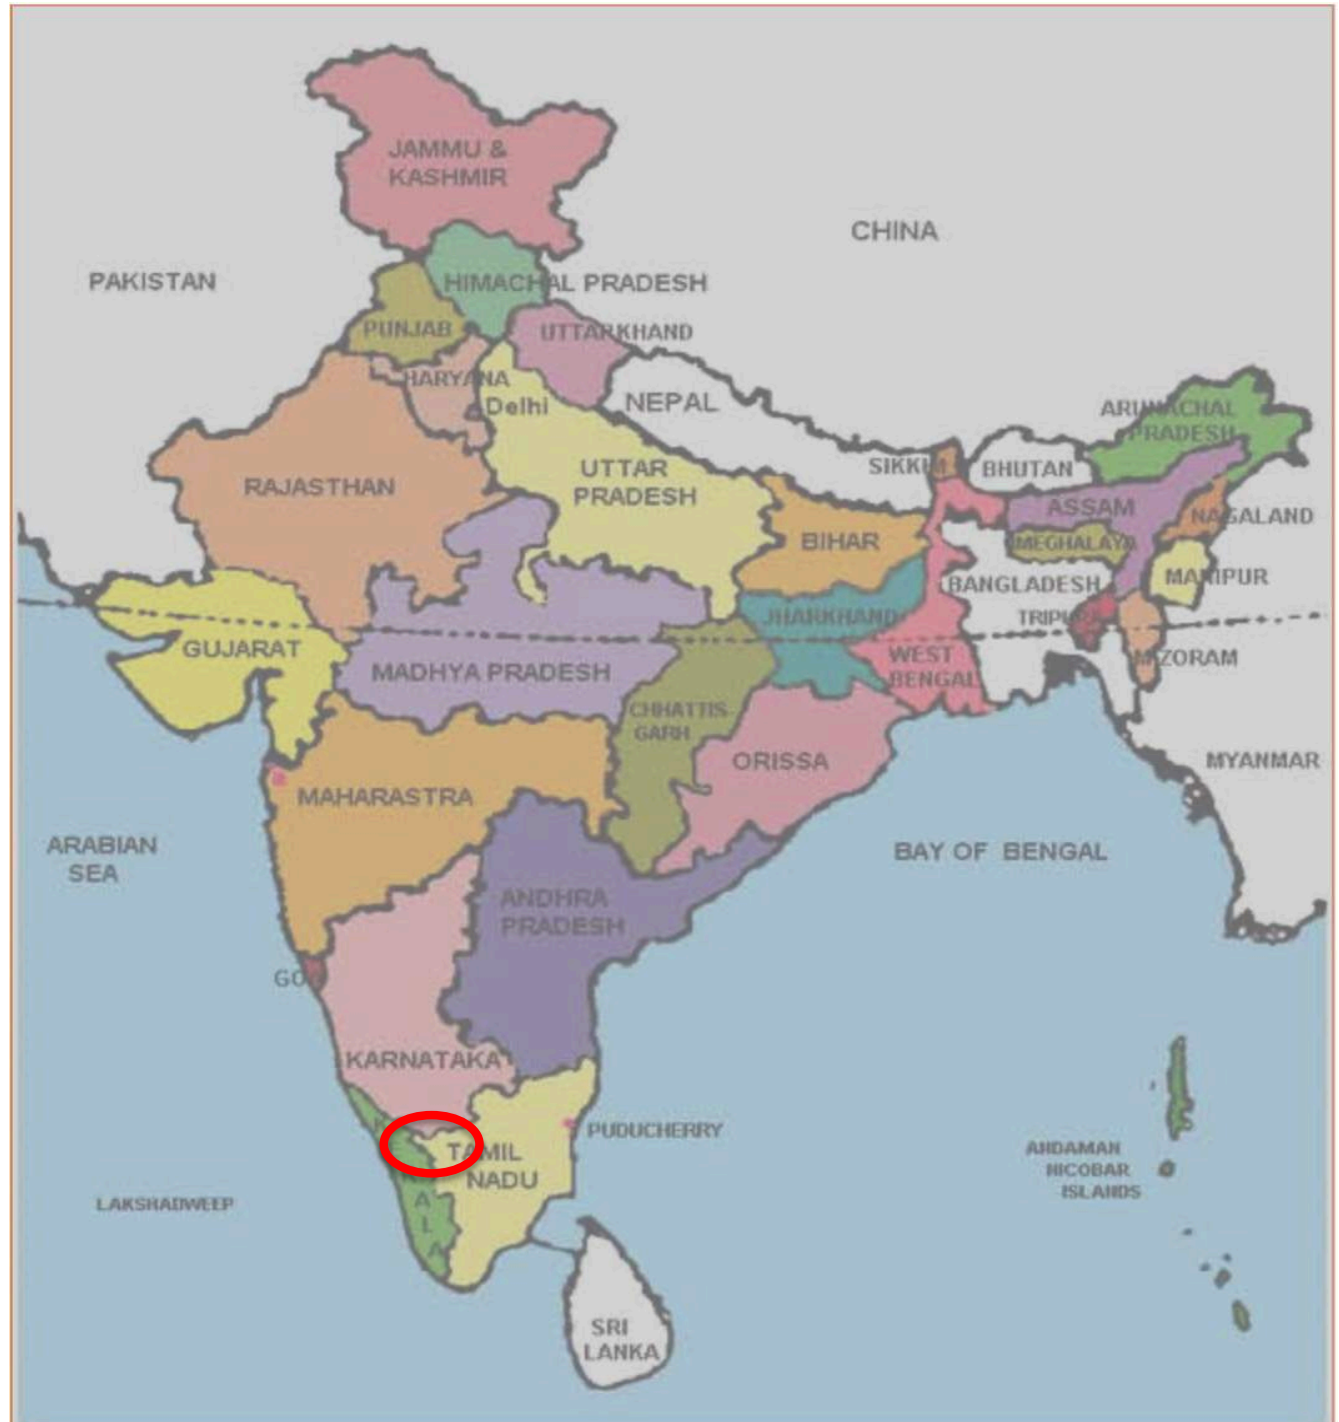 JAMMU &
KASHMIR
CHINA
PAKISTAN
HIMACHAL PRADESH
PUNJAB
UTTARKHAND
HARYANA
Delhi
NEPAL
ARUNACHAL
PRADESH
SIKKIM
BHUTAN
UTTAR
PRADESH
RAJASTHAN
ASSAM
NAGALAND
BIHAR
MEGHALAYA
MANIPUR
BANGLADESH
JHARKHAND
TRIPUR
GUJARAT
WEST
BENGAL
MIZORAM
MADHYA PRADESH
CHHATTIS-
GARH
ORISSA
MYANMAR
MAHARASTRA
ARABIAN
SEA
BAY OF BENGAL
ANDHRA
PRADESH
GOA
KARNATAKA
PUDUCHERRY
TAMIL
NADU
ANDAMAN
NICOBAR
ISLANDS
LAKSHADWEEP
SRI
LANKA